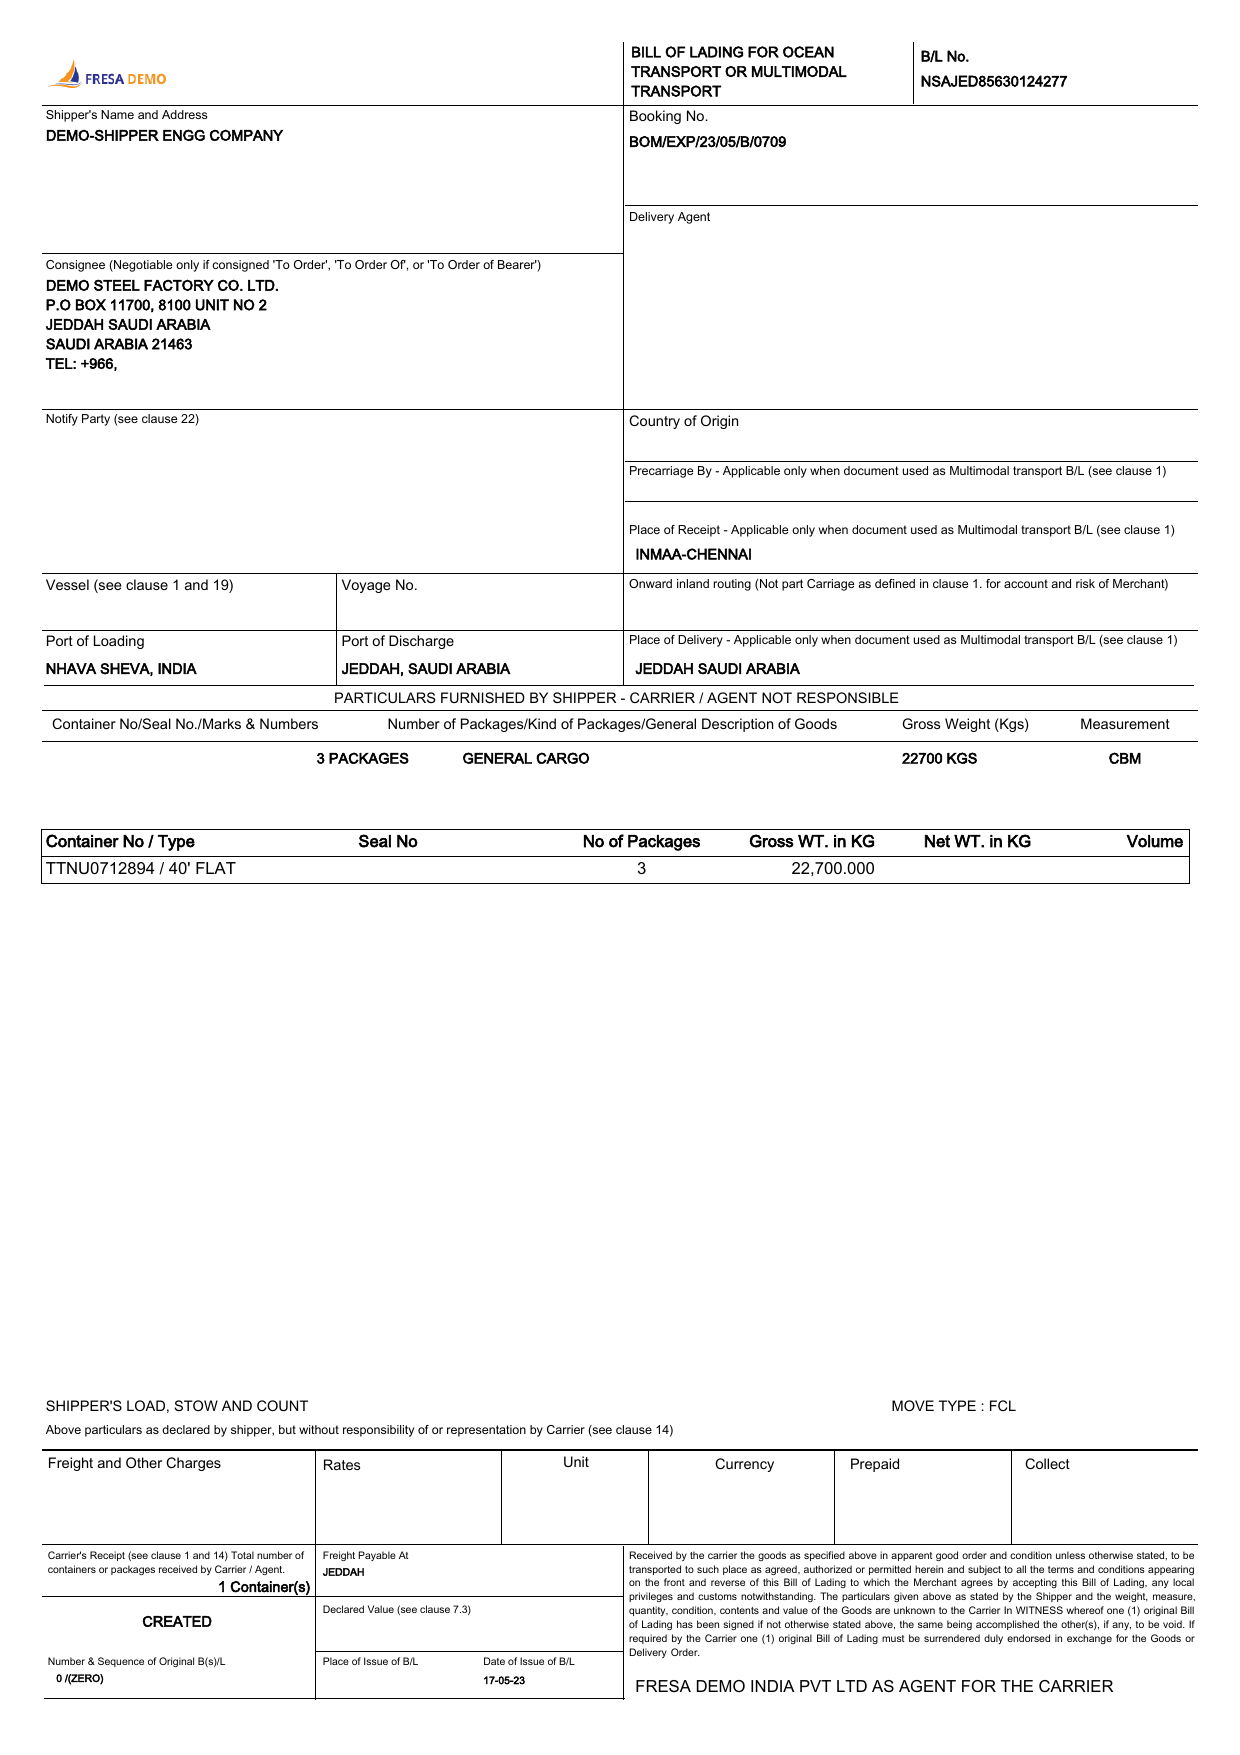 FRESA DEMO
BILL OF LADING FOR OCEAN
TRANSPORT OR MULTIMODAL
TRANSPORT
B/L No.
NSAJED85630124277
Shipper's Name and Address
DEMO-SHIPPER ENGG COMPANY
Booking No.
BOM/EXP/23/05/B/0709
Delivery Agent
Consignee (Negotiable only if consigned 'To Order', 'To Order Of', or 'To Order of Bearer')
DEMO STEEL FACTORY CO. LTD.
P.O BOX 11700, 8100 UNIT NO 2
JEDDAH SAUDI ARABIA
SAUDI ARABIA 21463
TEL: +966,
Notify Party (see clause 22)
Country of Origin
Precarriage By - Applicable only when document used as Multimodal transport B/L (see clause 1)
Place of Receipt - Applicable only when document used as Multimodal transport B/L (see clause 1)
INMAA-CHENNAI
Vessel (see clause 1 and 19)
Voyage No.
Onward inland routing (Not part Carriage as defined in clause 1. for account and risk of Merchant)
Port of Loading
NHAVA SHEVA, INDIA
Port of Discharge
JEDDAH, SAUDI ARABIA
Place of Delivery - Applicable only when document used as Multimodal transport B/L (see clause 1)
JEDDAH SAUDI ARABIA
PARTICULARS FURNISHED BY SHIPPER - CARRIER / AGENT NOT RESPONSIBLE
Container No/Seal No./Marks & Numbers Number of Packages/Kind of Packages/General Description of Goods Gross Weight (Kgs) Measurement
3 PACKAGES GENERAL CARGO 22700 KGS CBM
Container No / Type Seal No No of Packages Gross WT. in KG Net WT. in KG Volume
TTNU0712894 / 40' FLAT 3 22,700.000
SHIPPER'S LOAD, STOW AND COUNT MOVE TYPE : FCL
Above particulars as declared by shipper, but without responsibility of or representation by Carrier (see clause 14)
Freight and Other Charges Rates Unit Currency Prepaid Collect
Carrier's Receipt (see clause 1 and 14) Total number of
containers or packages received by Carrier / Agent.
1 Container(s)
CREATED
Number & Sequence of Original B(s)/L
0 /(ZERO)
Freight Payable At
JEDDAH
Declared Value (see clause 7.3)
Place of Issue of B/L
Date of Issue of B/L
17-05-23
Received by the carrier the goods as specified above in apparent good order and condition unless otherwise stated, to be
transported to such place as agreed, authorized or permitted herein and subject to all the terms and conditions appearing
on the front and reverse of this Bill of Lading to which the Merchant agrees by accepting this Bill of Lading, any local
privileges and customs notwithstanding. The particulars given above as stated by the Shipper and the weight, measure,
quantity, condition, contents and value of the Goods are unknown to the Carrier In WITNESS whereof one (1) original Bill
of Lading has been signed if not otherwise stated above, the same being accomplished the other(s), if any, to be void. If
required by the Carrier one (1) original Bill of Lading must be surrendered duly endorsed in exchange for the Goods or
Delivery Order.
FRESA DEMO INDIA PVT LTD AS AGENT FOR THE CARRIER